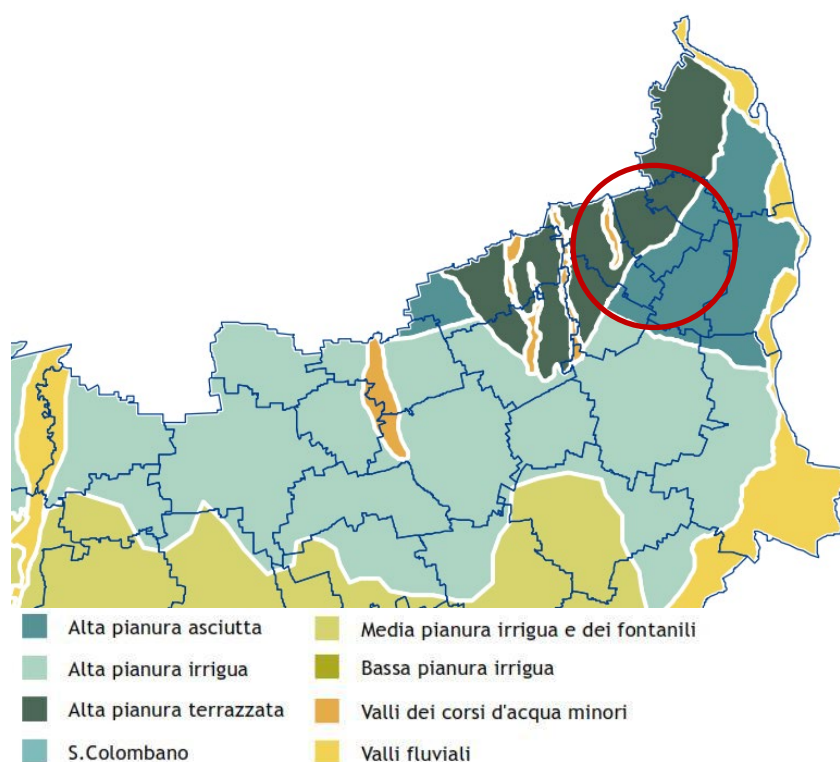 Alta pianura asciutta
Alta pianura irrigua
Alta pianura terrazzata
S.Colombano
Media pianura irrigua e dei fontanili
Bassa pianura irrigua
Valli dei corsi d'acqua minori
Valli fluviali